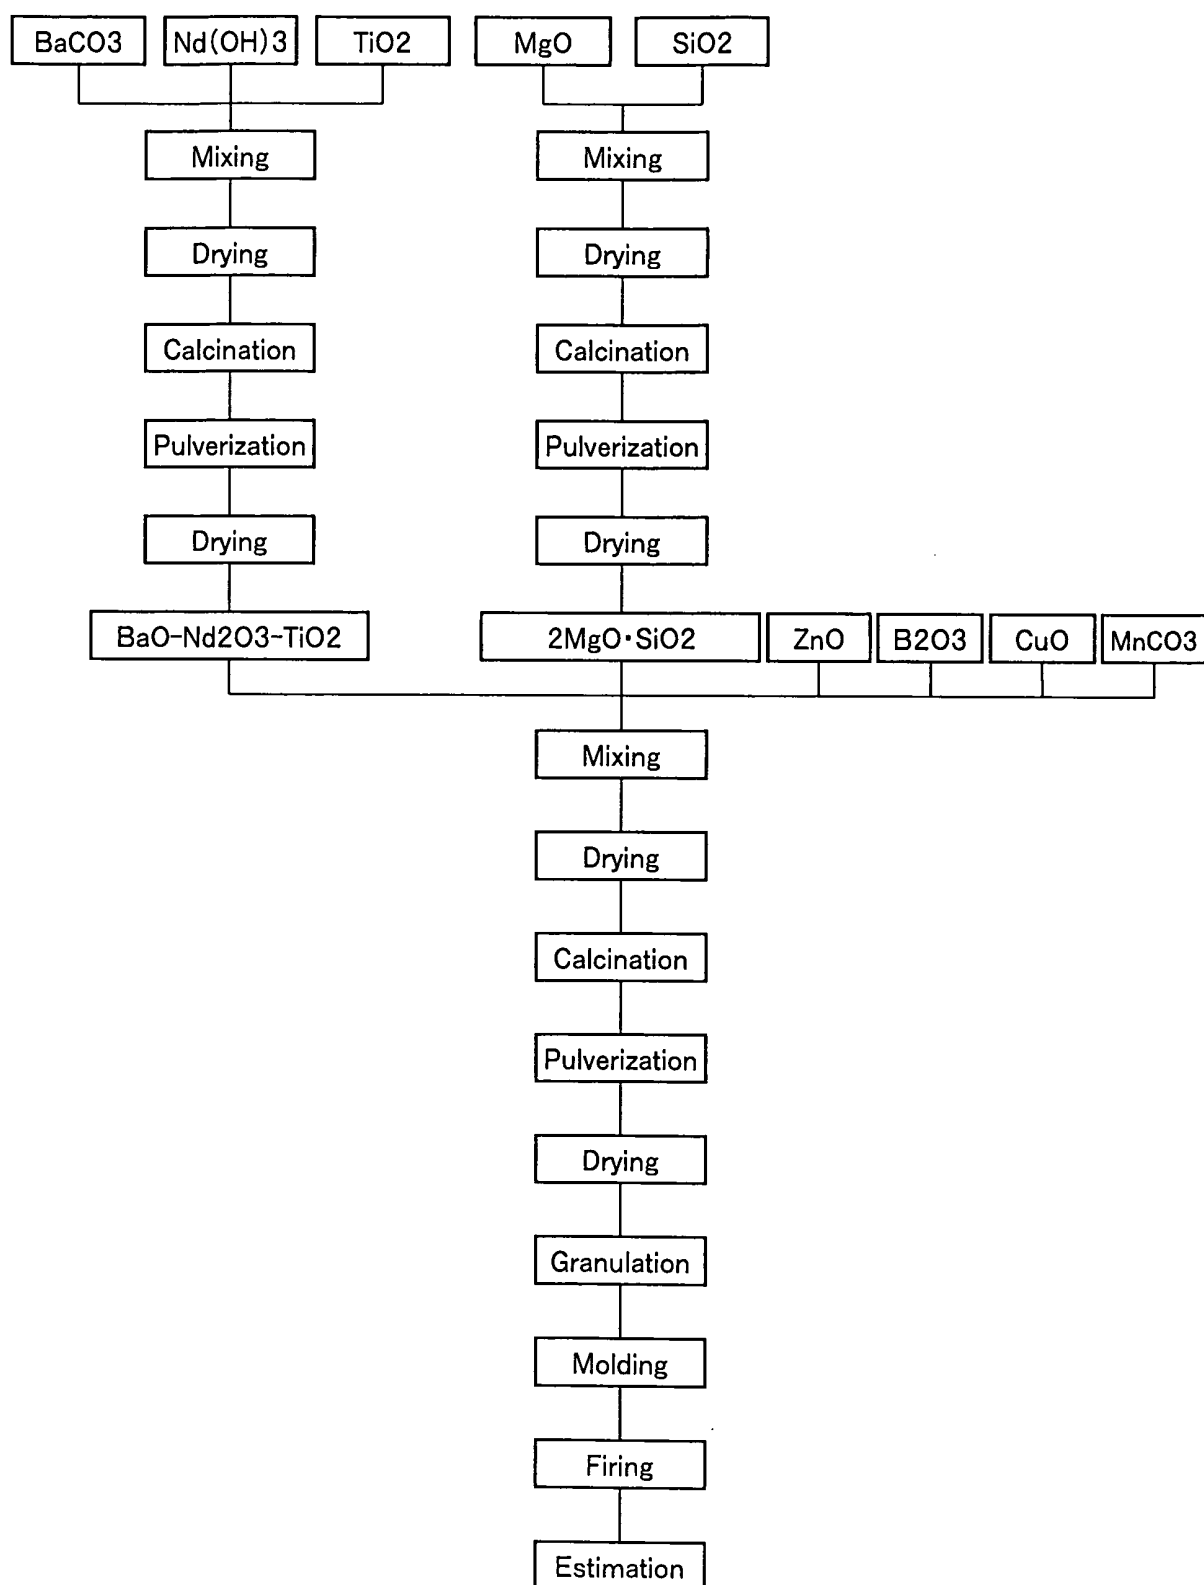 BaCO3
Nd(OH)3
TiO2
MgO
SiO2
Mixing
Drying
Calcination
Pulverization
Drying
BaO-Nd2O3-TiO2
Mixing
Drying
Calcination
Pulverization
Drying
2MgO・SiO2
ZnO
B2O3
CuO
MnCO3
Mixing
Drying
Calcination
Pulverization
Drying
Granulation
Molding
Firing
Estimation